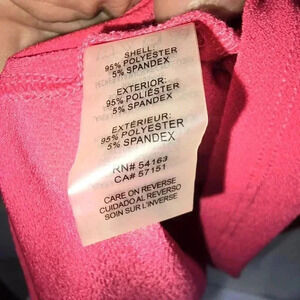 SHELL:
95% POLYESTER
5% SPANDEX
EXTERIOR:
95% POLIÉSTER
5% SPANDEX
EXTÉRIEUR:
95% POLYESTER
5% SPANDEX
RN# 54163
CA# 57151
CARE ON REVERSE
CUIDADO AL REVERSO
SOIN SUR L'INVERSE